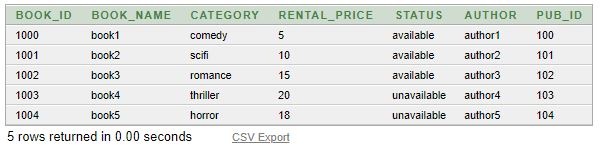 BOOK_ID BOOK_NAME CATEGORY RENTAL_PRICE STATUS AUTHOR PUB_ID
1000 book1 comedy 5 available author1 100
1001 book2 scifi 10 available author2 101
1002 book3 romance 15 available author3 102
1003 book4 thriller 20 unavailable author4 103
1004 book5 horror 18 unavailable author5 104
5 rows returned in 0.00 seconds CSV Export